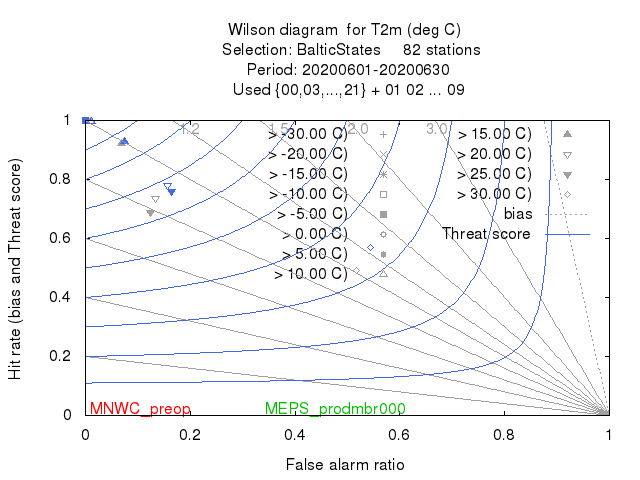 Wilson diagram  for T2m (deg C)
Selection: BalticStates     82 stations
Period: 20200601-20200630
Used {00,03,...,21} + 01 02 ... 09
1.2
1.5
2.0
3.0
> -30.00 C)
> -20.00 C)
> -15.00 C)
> -10.00 C)
> -5.00 C)
> 0.00 C)
> 5.00 C)
> 10.00 C)
> 15.00 C)
> 20.00 C)
> 25.00 C)
> 30.00 C)
bias
Threat score
1
0.8
0.6
0.4
0.2
0
Hit rate (bias and Threat score)
MNWC_preop
MEPS_prodmbr000
0
0.2
0.4
0.6
0.8
1
False alarm ratio